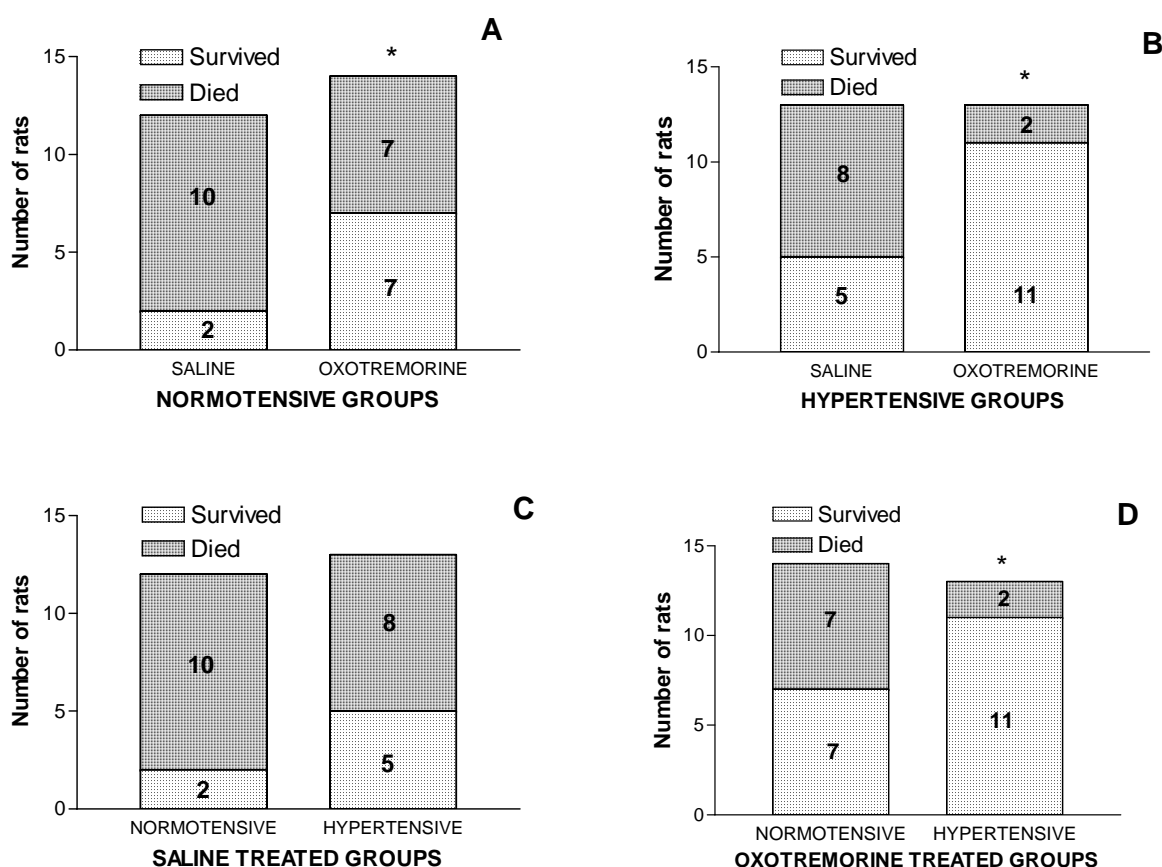 A
Survived
Died
*
15
10
5
0
Number of rats
10
2
7
7
SALINE OXOTREMORINE
NORMOTENSIVE GROUPS
B
Survived
Died
*
15
10
5
0
Number of rats
8
5
2
11
SALINE OXOTREMORINE
HYPERTENSIVE GROUPS
C
Survived
Died
15
10
5
0
Number of rats
10
2
8
5
NORMOTENSIVE HYPERTENSIVE
SALINE TREATED GROUPS
D
Survived
Died
*
15
10
5
0
Number of rats
7
7
2
11
NORMOTENSIVE HYPERTENSIVE
OXOTREMORINE TREATED GROUPS